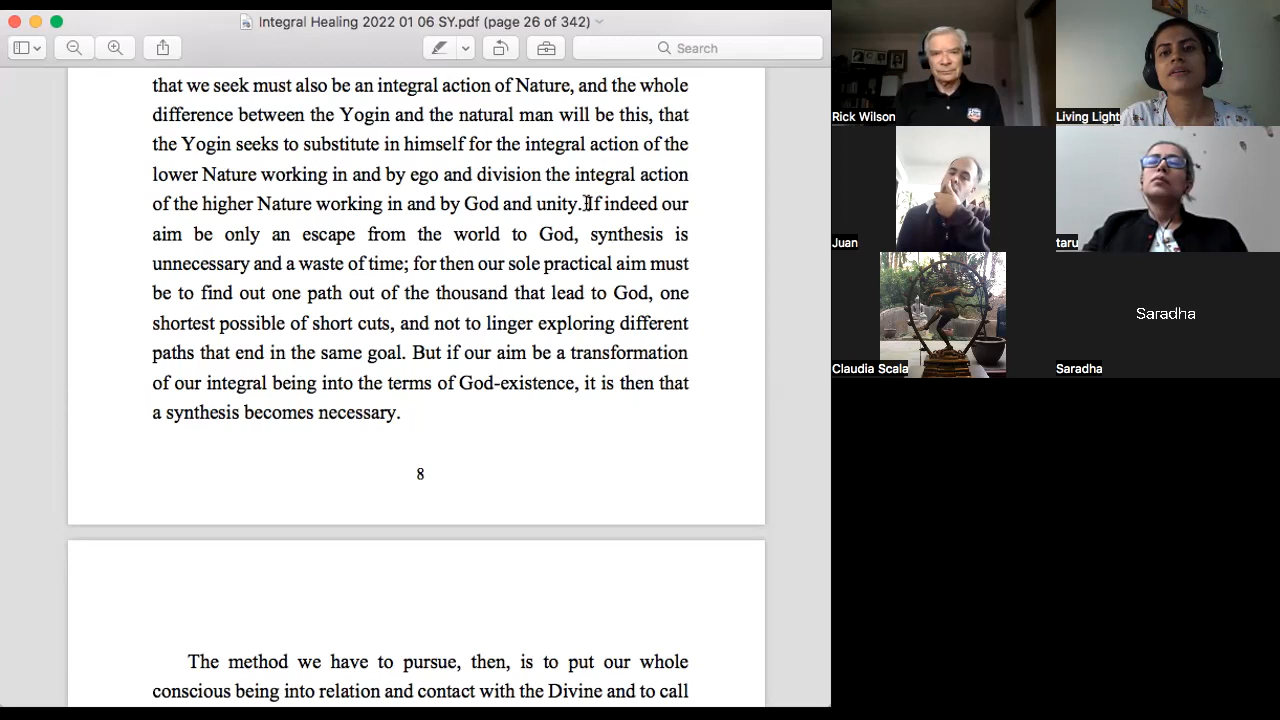 Integral Healing 2022 01 06 SY.pdf (page 26 of 342)
Search
that we seek must also be an integral action of Nature, and the whole
difference between the Yogin and the natural man will be this, that
the Yogin seeks to substitute in himself for the integral action of the
lower Nature working in and by ego and division the integral action
of the higher Nature working in and by God and unity. If indeed our
aim be only an escape from the world to God, synthesis is
unnecessary and a waste of time; for then our sole practical aim must
be to find out one path out of the thousand that lead to God, one
shortest possible of short cuts, and not to linger exploring different
paths that end in the same goal. But if our aim be a transformation
of our integral being into the terms of God-existence, it is then that
a synthesis becomes necessary.
8
The method we have to pursue, then, is to put our whole
conscious being into relation and contact with the Divine and to call
Rick Wilson
Living Light
Juan
taru
Claudia Scala
Saradha
Saradha